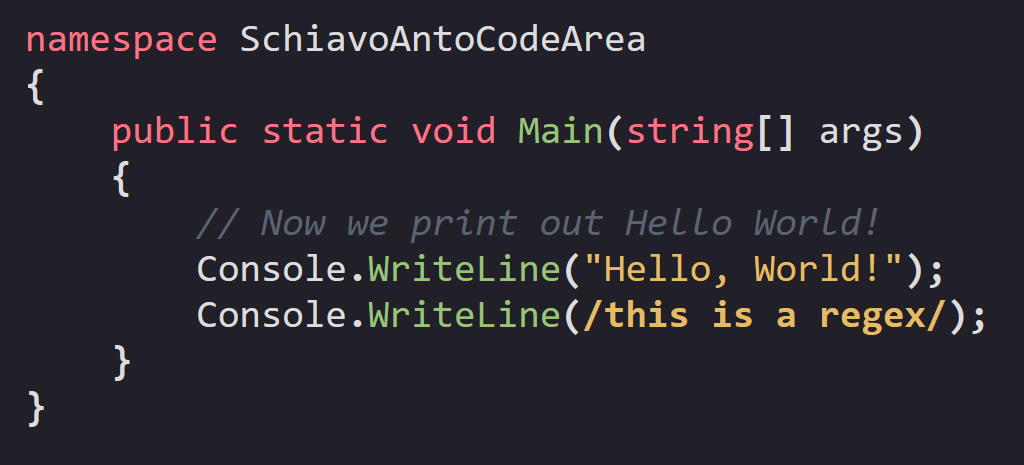 namespace SchiavoAntoCodeArea
{
    public static void Main(string[] args)
    {
        // Now we print out Hello World!
        Console.WriteLine("Hello, World!");
        Console.WriteLine(/this is a regex/);
    }
}